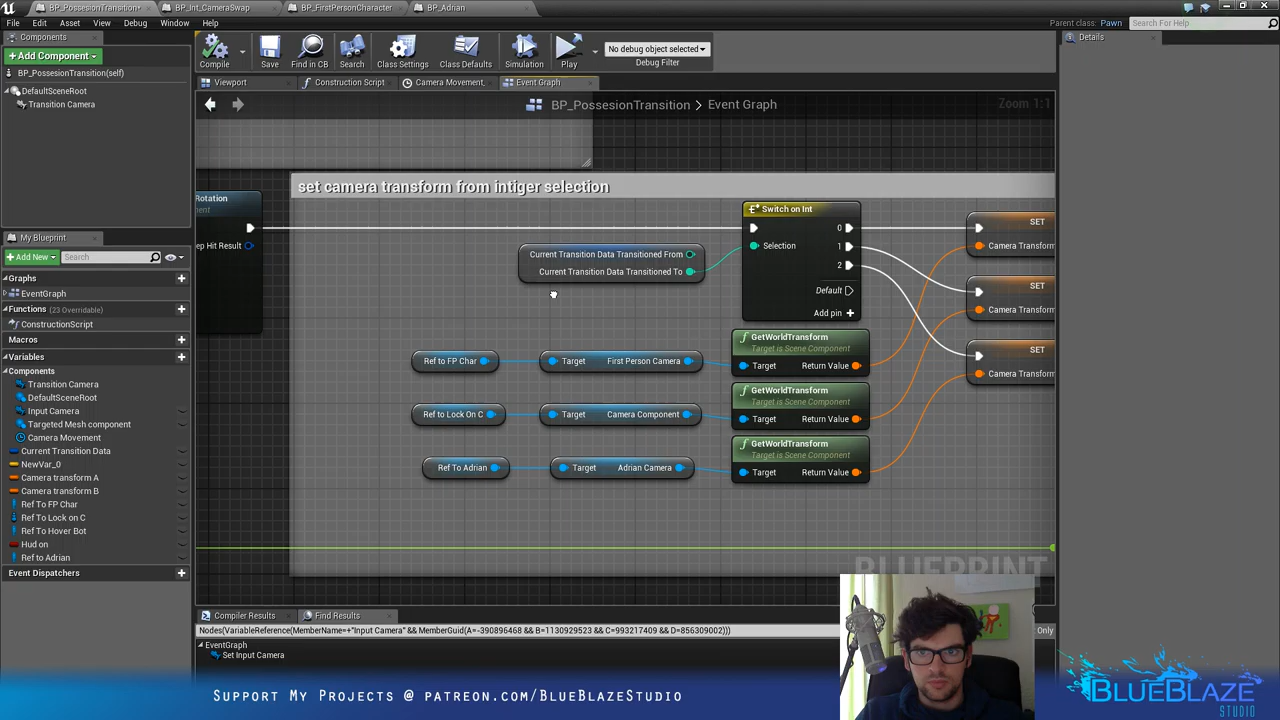 BP_PossesionTransition*
BP_Int_CameraSwap
BP_FirstPersonCharacter
BP_Adrian
File
Edit
Asset
View
Debug
Window
Help
Parent class: Pawn
Search For Help
Components
Add Component
BP_PossesionTransition(self)
DefaultSceneRoot
Transition Camera
Compile
Save
Find in CB
Search
Class Settings
Class Defaults
Simulation
Play
No debug object selected
Debug Filter
Details
Viewport
Construction Script
Camera Movement
Event Graph
BP_PossesionTransition > Event Graph
Zoom 1:1
My Blueprint
Add New
Search
Graphs
EventGraph
Functions (23 Overridable)
ConstructionScript
Macros
Variables
Components
Transition Camera
DefaultSceneRoot
Input Camera
Targeted Mesh component
Camera Movement
Current Transition Data
NewVar_0
Camera transform A
Camera transform B
Ref To FP Char
Ref To Lock on C
Ref To Hover Bot
Hud on
Ref to Adrian
Event Dispatchers
set camera transform from intiger selection
Rotation
ep Hit Result
Current Transition Data Transitioned From
Current Transition Data Transitioned To
Switch on Int
Selection
0
1
2
Default
Add pin +
SET
Camera Transform
SET
Camera Transform
SET
Camera Transform
Ref to FP Char
Target First Person Camera
GetWorldTransform
Target is Scene Component
Target Return Value
Ref to Lock On C
Target Camera Component
GetWorldTransform
Target is Scene Component
Target Return Value
Ref To Adrian
Target Adrian Camera
GetWorldTransform
Target is Scene Component
Target Return Value
BLUEPRINT
Compiler Results
Find Results
Nodes(VariableReference(MemberName=+"Input Camera" && MemberGuid(A=-390896468 && B=1130929523 && C=993217409 && D=856309002)))
Only
EventGraph
Set Input Camera
Support My Projects @ patreon.com/BlueBlazeStudio
BLUEBLAZE
STUDIO